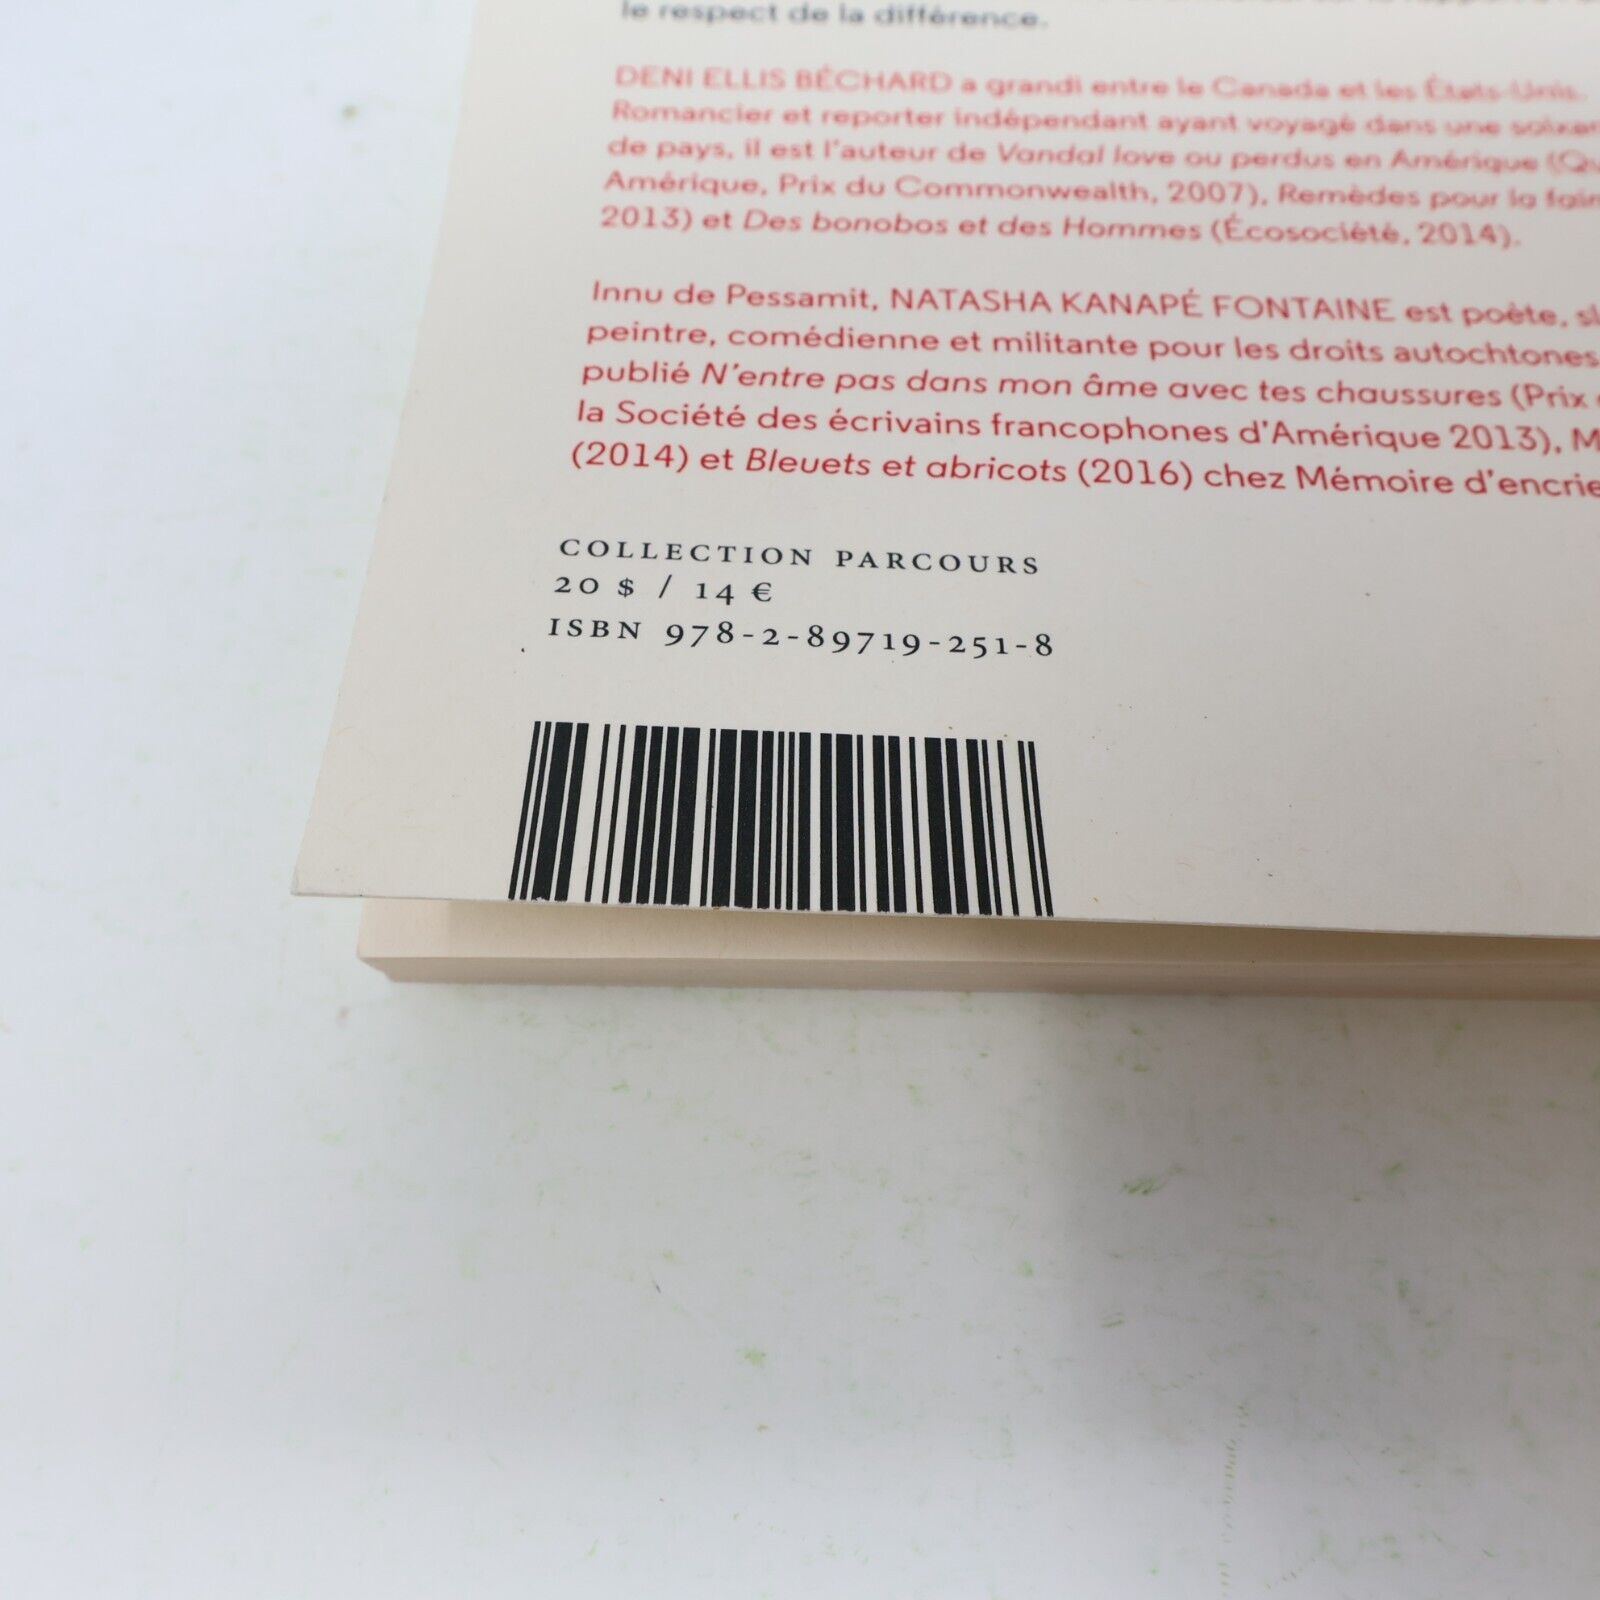 le respect de la différence.
DENI ELLIS BÉCHARD a grandi entre le Canada et les États-Unis.
Romancier et reporter indépendant ayant voyagé dans une
de pays, il est l'auteur de Vandal love ou perdus en Amérique
Amérique, Prix du Commonwealth, 2007), Remèdes pour la
2013) et Des bonobos et des Hommes (Écosociété, 2014).
Innu de Pessamit, NATASHA KANAPÉ FONTAINE est poète,
peintre, comédienne et militante pour les droits autochtones
publié N'entre pas dans mon âme avec tes chaussures (Prix
la Société des écrivains francophones d'Amérique 2013),
(2014) et Bleuets et abricots (2016) chez Mémoire
COLLECTION PARCOURS
20 $ / 14 €
ISBN 978-2-89719-251-8